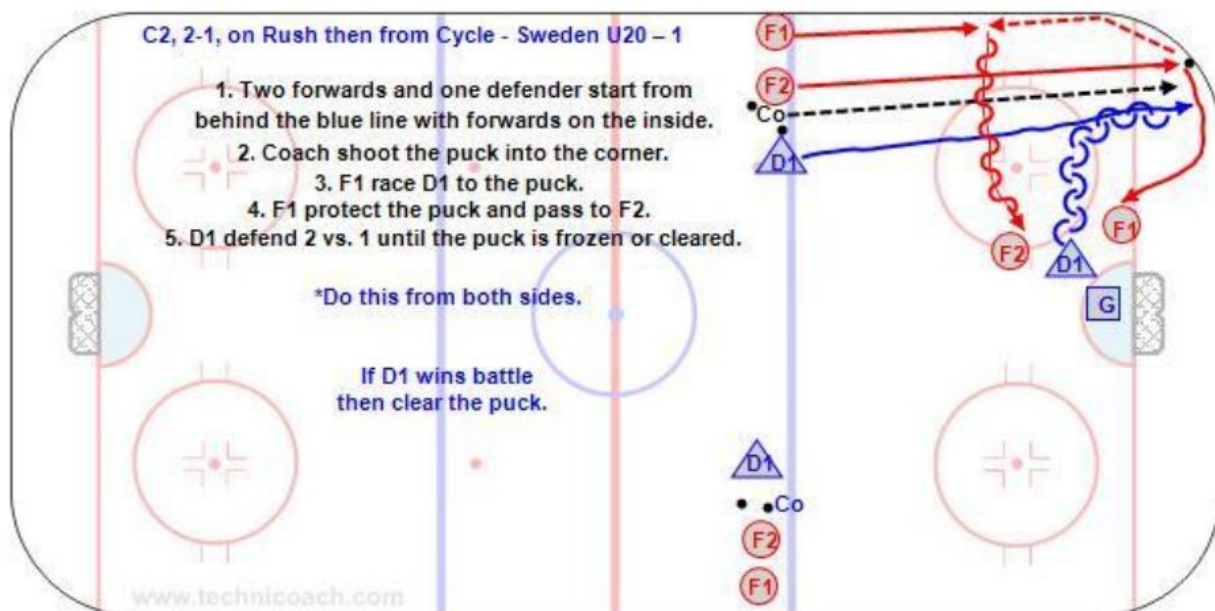 C2, 2-1, on Rush then from Cycle - Sweden U20 – 1
1. Two forwards and one defender start from
behind the blue line with forwards on the inside.
2. Coach shoot the puck into the corner.
3. F1 race D1 to the puck.
4. F1 protect the puck and pass to F2.
5. D1 defend 2 vs. 1 until the puck is frozen or cleared.
*Do this from both sides.
If D1 wins battle
then clear the puck.
F1
F2
Co
D1
F1
F2
D1
G
D1
Co
F2
F1
www.technicoach.com